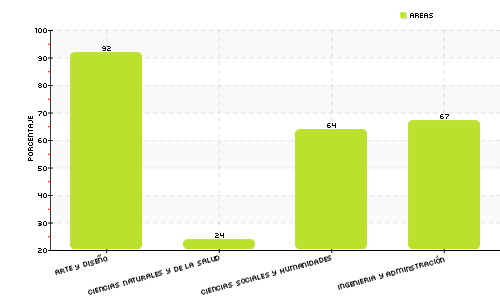 AREAS
100
92
90
80
70
67
64
60
50
40
30
24
20
PORCENTAJE
ARTE Y DISEÑO
CIENCIAS NATURALES Y DE LA SALUD
CIENCIAS SOCIALES Y HUMANIDADES
INGENIERIA Y ADMINSTRACIÓN